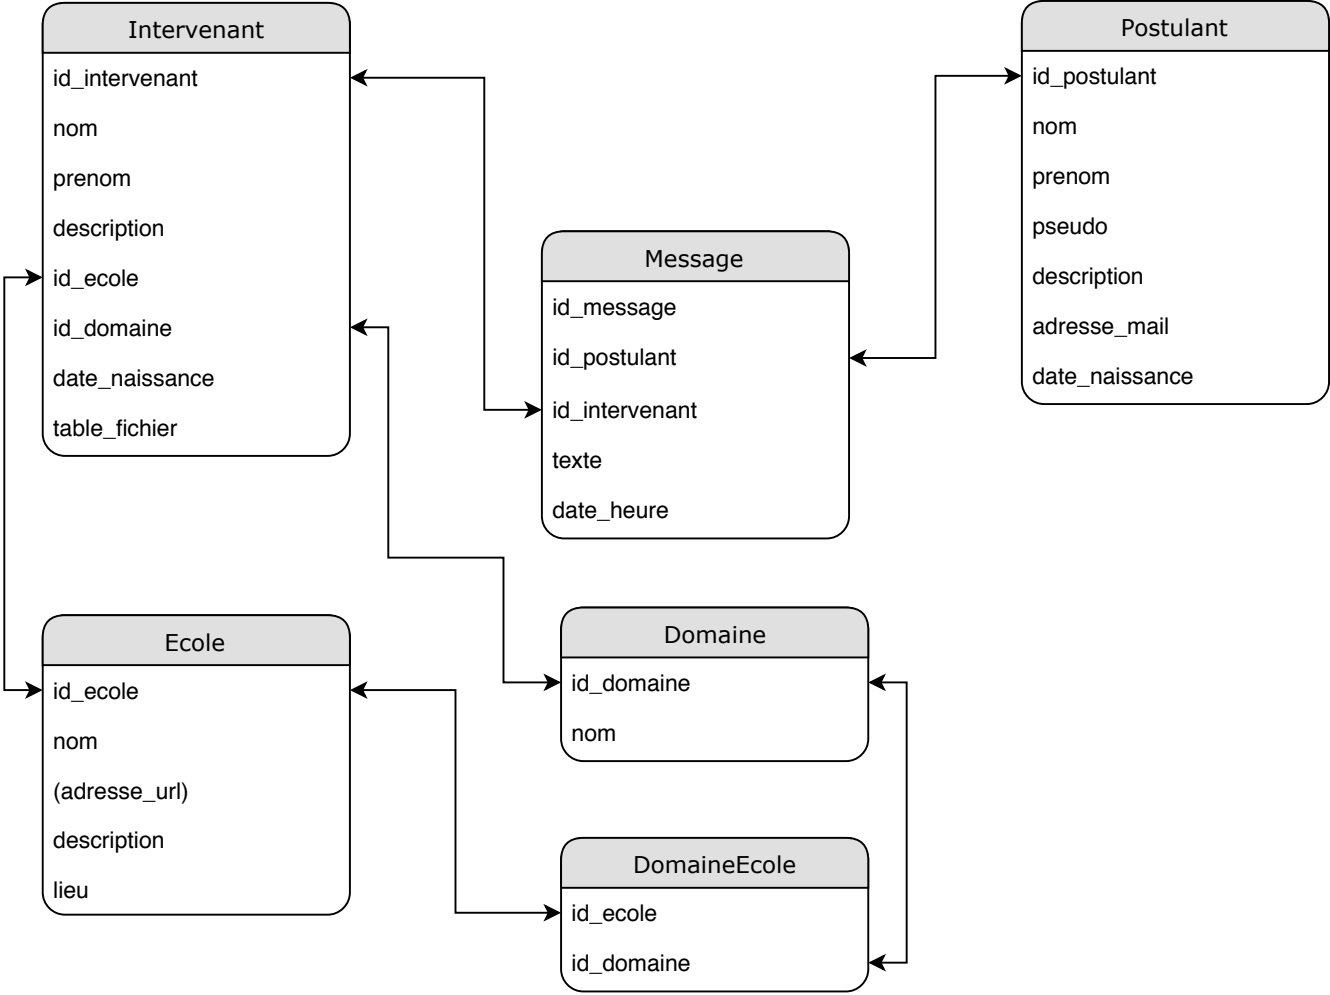 Intervenant
id_intervenant
nom
prenom
description
id_ecole
id_domaine
date_naissance
table_fichier
Postulant
id_postulant
nom
prenom
pseudo
description
adresse_mail
date_naissance
Message
id_message
id_postulant
id_intervenant
texte
date_heure
Ecole
id_ecole
nom
(adresse_url)
description
lieu
Domaine
id_domaine
nom
DomaineEcole
id_ecole
id_domaine